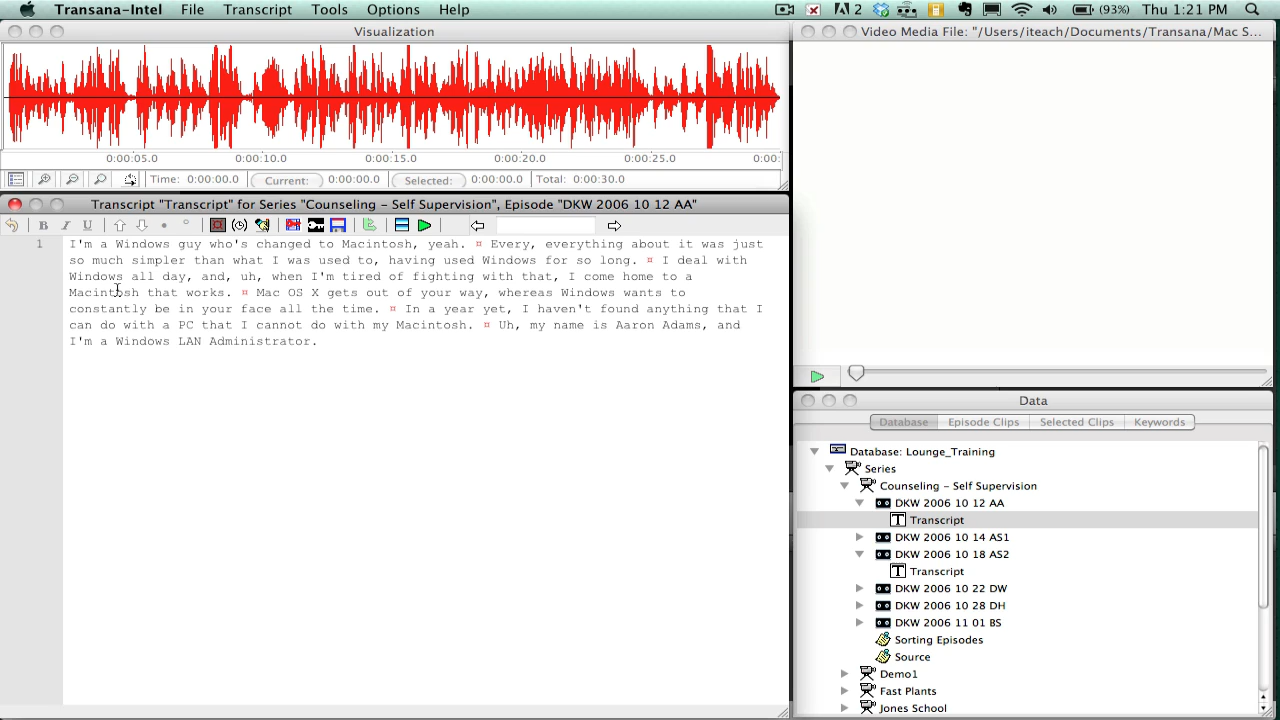 Transana-Intel File Transcript Tools Options Help 2 (93%) Thu 1:21 PM
Visualization
0:00:05.0 0:00:10.0 0:00:15.0 0:00:20.0 0:00:25.0 0:00:
Time: 0:00:00.0 Current: 0:00:00.0 Selected: 0:00:00.0 Total: 0:00:30.0
Transcript "Transcript" for Series "Counseling - Self Supervision", Episode "DKW 2006 10 12 AA"
B I U
1 I'm a Windows guy who's changed to Macintosh, yeah. ¤ Every, everything about it was just
so much simpler than what I was used to, having used Windows for so long. ¤ I deal with
Windows all day, and, uh, when I'm tired of fighting with that, I come home to a
Macintosh that works. ¤ Mac OS X gets out of your way, whereas Windows wants to
constantly be in your face all the time. ¤ In a year yet, I haven't found anything that I
can do with a PC that I cannot do with my Macintosh. ¤ Uh, my name is Aaron Adams, and
I'm a Windows LAN Administrator.
Video Media File: "/Users/iteach/Documents/Transana/Mac S...
Data
Database Episode Clips Selected Clips Keywords
Database: Lounge_Training
Series
Counseling - Self Supervision
DKW 2006 10 12 AA
T Transcript
DKW 2006 10 14 AS1
DKW 2006 10 18 AS2
T Transcript
DKW 2006 10 22 DW
DKW 2006 10 28 DH
DKW 2006 11 01 BS
Sorting Episodes
Source
Demo1
Fast Plants
Jones School